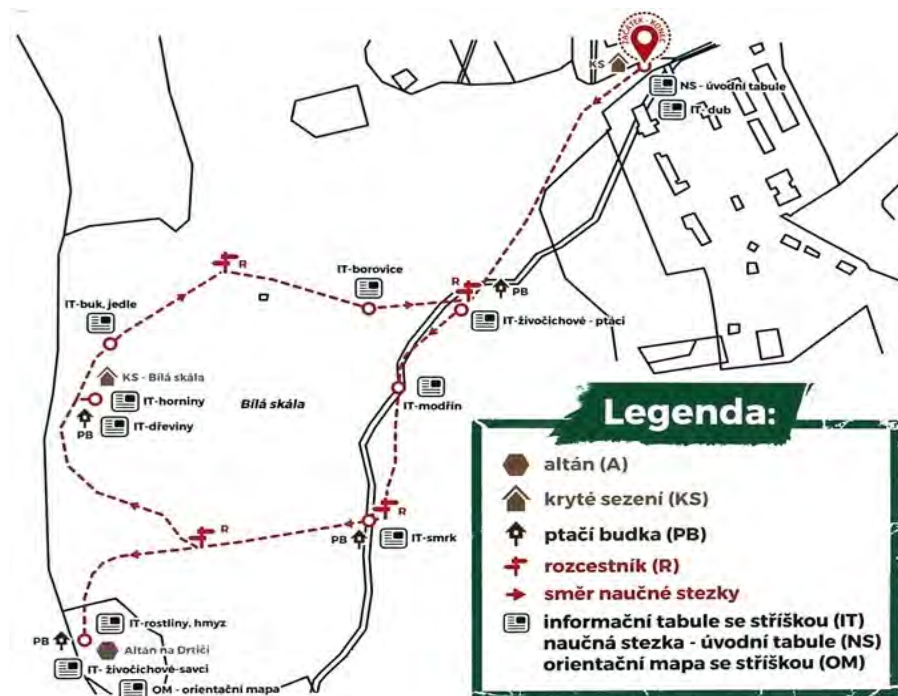 ZAČÁTEK - KONEC
KS
NS - úvodní tabule
IT- dub
R
IT-borovice
R
PB
IT-buk, jedle
IT-živočichové - ptáci
KS - Bílá skála
IT-horniny
Bílá skála
IT-modřín
PB
IT-dřeviny
R
R
PB
IT-smrk
IT-rostliny, hmyz
PB
Altán na Drtiči
IT- živočichové-savci
OM - orientační mapa
Legenda:
altán (A)
kryté sezení (KS)
ptačí budka (PB)
rozcestník (R)
směr naučné stezky
informační tabule se stříškou (IT)
naučná stezka - úvodní tabule (NS)
orientační mapa se stříškou (OM)